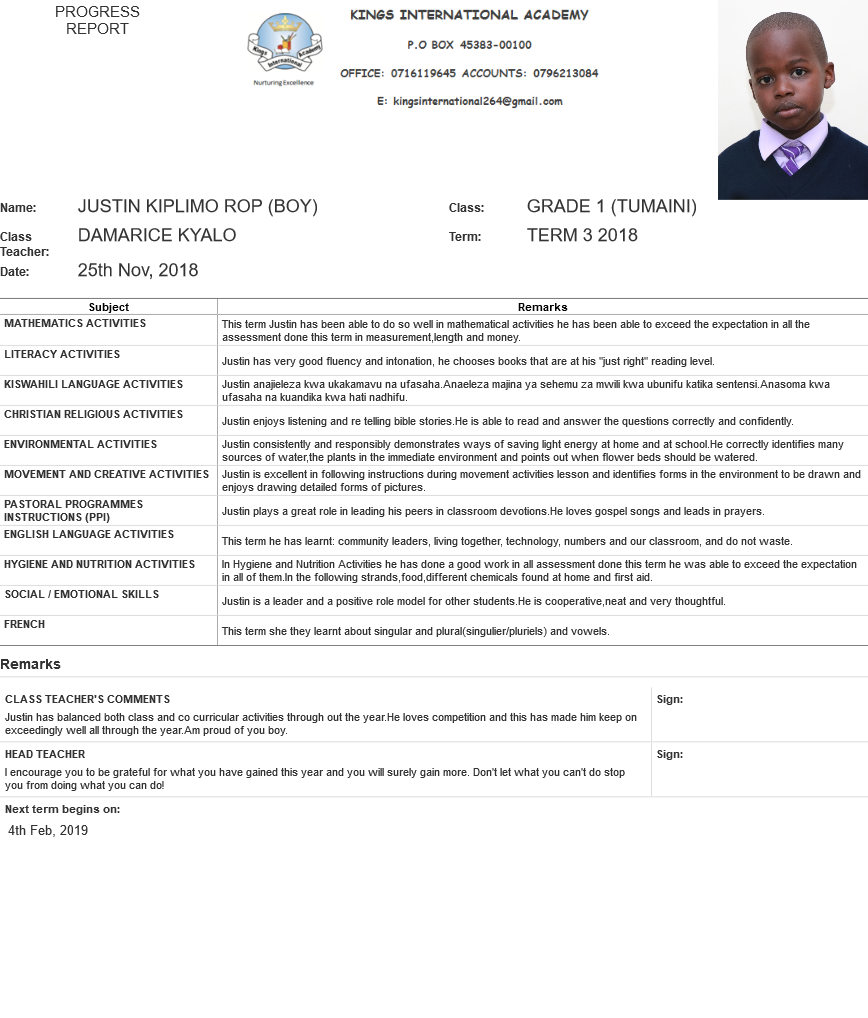 PROGRESS
REPORT
KINGS INTERNATIONAL ACADEMY
P.O BOX 45383-00100
OFFICE: 0716119645 ACCOUNTS: 0796213084
E: kingsinternational264@gmail.com
Kings Academy
International
Nurturing Excellence
Name: JUSTIN KIPLIMO ROP (BOY) Class: GRADE 1 (TUMAINI)
Class Teacher: DAMARICE KYALO Term: TERM 3 2018
Date: 25th Nov, 2018
Subject Remarks
MATHEMATICS ACTIVITIES
This term Justin has been able to do so well in mathematical activities he has been able to exceed the expectation in all the
assessment done this term in measurement,length and money.
LITERACY ACTIVITIES
Justin has very good fluency and intonation, he chooses books that are at his "just right" reading level.
KISWAHILI LANGUAGE ACTIVITIES
Justin anajieleza kwa ukakamavu na ufasaha.Anaeleza majina ya sehemu za mwili kwa ubunifu katika sentensi.Anasoma kwa
ufasaha na kuandika kwa hati nadhifu.
CHRISTIAN RELIGIOUS ACTIVITIES
Justin enjoys listening and re telling bible stories.He is able to read and answer the questions correctly and confidently.
ENVIRONMENTAL ACTIVITIES
Justin consistently and responsibly demonstrates ways of saving light energy at home and at school.He correctly identifies many
sources of water,the plants in the immediate environment and points out when flower beds should be watered.
MOVEMENT AND CREATIVE ACTIVITIES
Justin is excellent in following instructions during movement activities lesson and identifies forms in the environment to be drawn and
enjoys drawing detailed forms of pictures.
PASTORAL PROGRAMMES
INSTRUCTIONS (PPI)
Justin plays a great role in leading his peers in classroom devotions.He loves gospel songs and leads in prayers.
ENGLISH LANGUAGE ACTIVITIES
This term he has learnt: community leaders, living together, technology, numbers and our classroom, and do not waste.
HYGIENE AND NUTRITION ACTIVITIES
In Hygiene and Nutrition Activities he has done a good work in all assessment done this term he was able to exceed the expectation
in all of them.In the following strands,food,different chemicals found at home and first aid.
SOCIAL / EMOTIONAL SKILLS
Justin is a leader and a positive role model for other students.He is cooperative,neat and very thoughtful.
FRENCH
This term she they learnt about singular and plural(singulier/pluriels) and vowels.
Remarks
CLASS TEACHER'S COMMENTS
Justin has balanced both class and co curricular activities through out the year.He loves competition and this has made him keep on
exceedingly well all through the year.Am proud of you boy.
Sign:
HEAD TEACHER
I encourage you to be grateful for what you have gained this year and you will surely gain more. Don't let what you can't do stop
you from doing what you can do!
Sign:
Next term begins on:
4th Feb, 2019